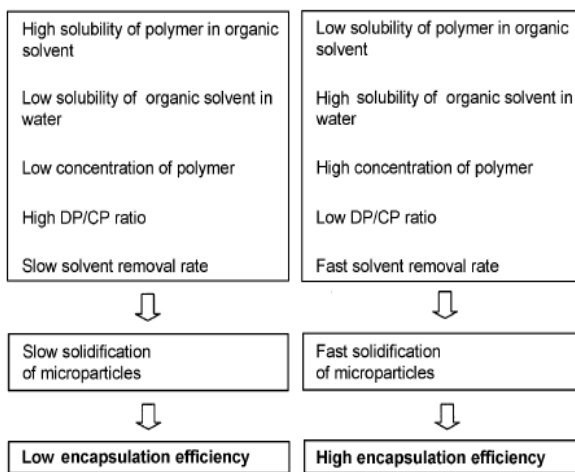 High solubility of polymer in organic
solvent
Low solubility of organic solvent in
water
Low concentration of polymer
High DP/CP ratio
Slow solvent removal rate
Slow solidification
of microparticles
Low encapsulation efficiency
Low solubility of polymer in organic
solvent
High solubility of organic solvent in
water
High concentration of polymer
Low DP/CP ratio
Fast solvent removal rate
Fast solidification
of microparticles
High encapsulation efficiency